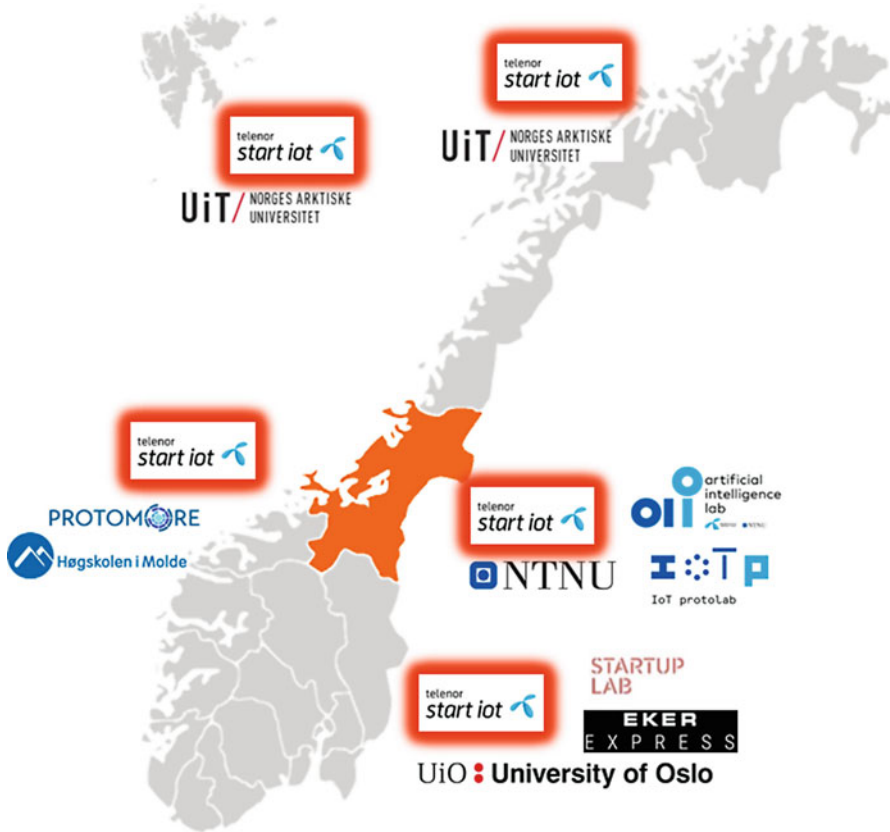 telenor
start iot
UiT / NORGES ARKTISKE
UNIVERSITET
telenor
start iot
UiT / NORGES ARKTISKE
UNIVERSITET
telenor
start iot
PROTOMORE
Høgskolen i Molde
telenor
start iot
NTNU
artificial
intelligence
lab
NTNU
IOTP
IoT protolab
telenor
start iot
STARTUP
LAB
EKER
EXPRESS
UiO : University of Oslo